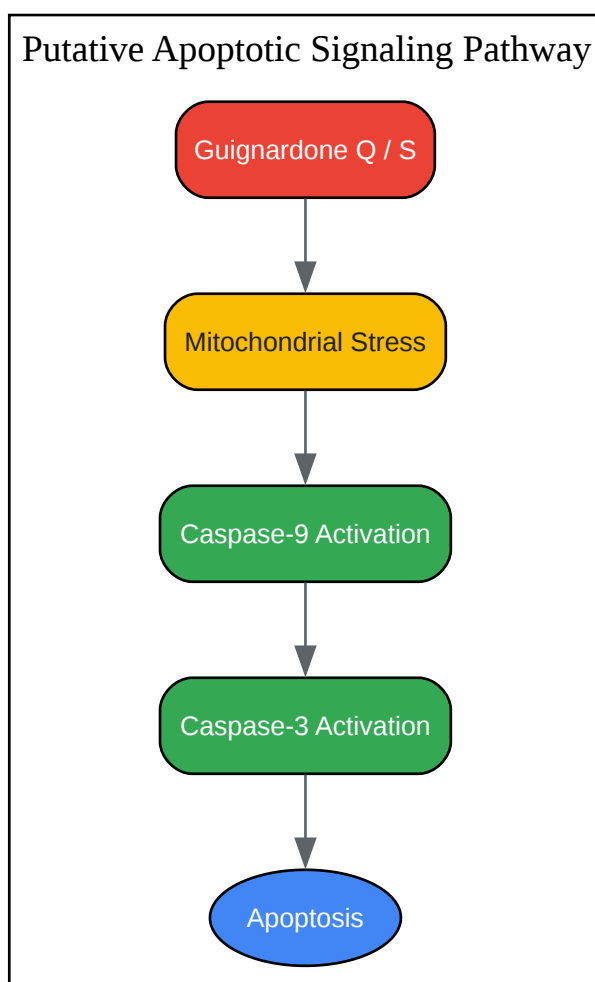 Putative Apoptotic Signaling Pathway
Guignardone Q / S
Mitochondrial Stress
Caspase-9 Activation
Caspase-3 Activation
Apoptosis